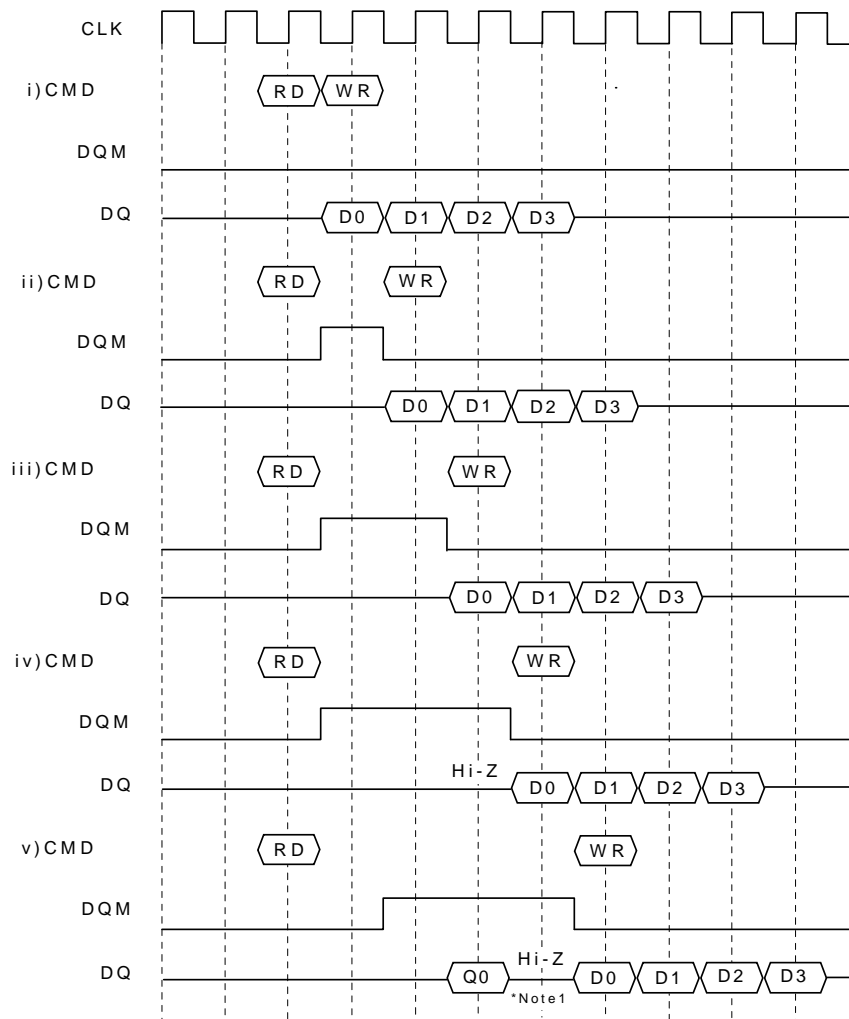 CLK
i)CMD
RD WR
DQM
DQ
D0 D1 D2 D3
ii)CMD
RD WR
DQM
DQ
D0 D1 D2 D3
iii)CMD
RD WR
DQM
DQ
D0 D1 D2 D3
iv)CMD
RD WR
DQM
Hi-Z
DQ
D0 D1 D2 D3
v)CMD
RD WR
DQM
Hi-Z
DQ
Q0 D0 D1 D2 D3
*Note1